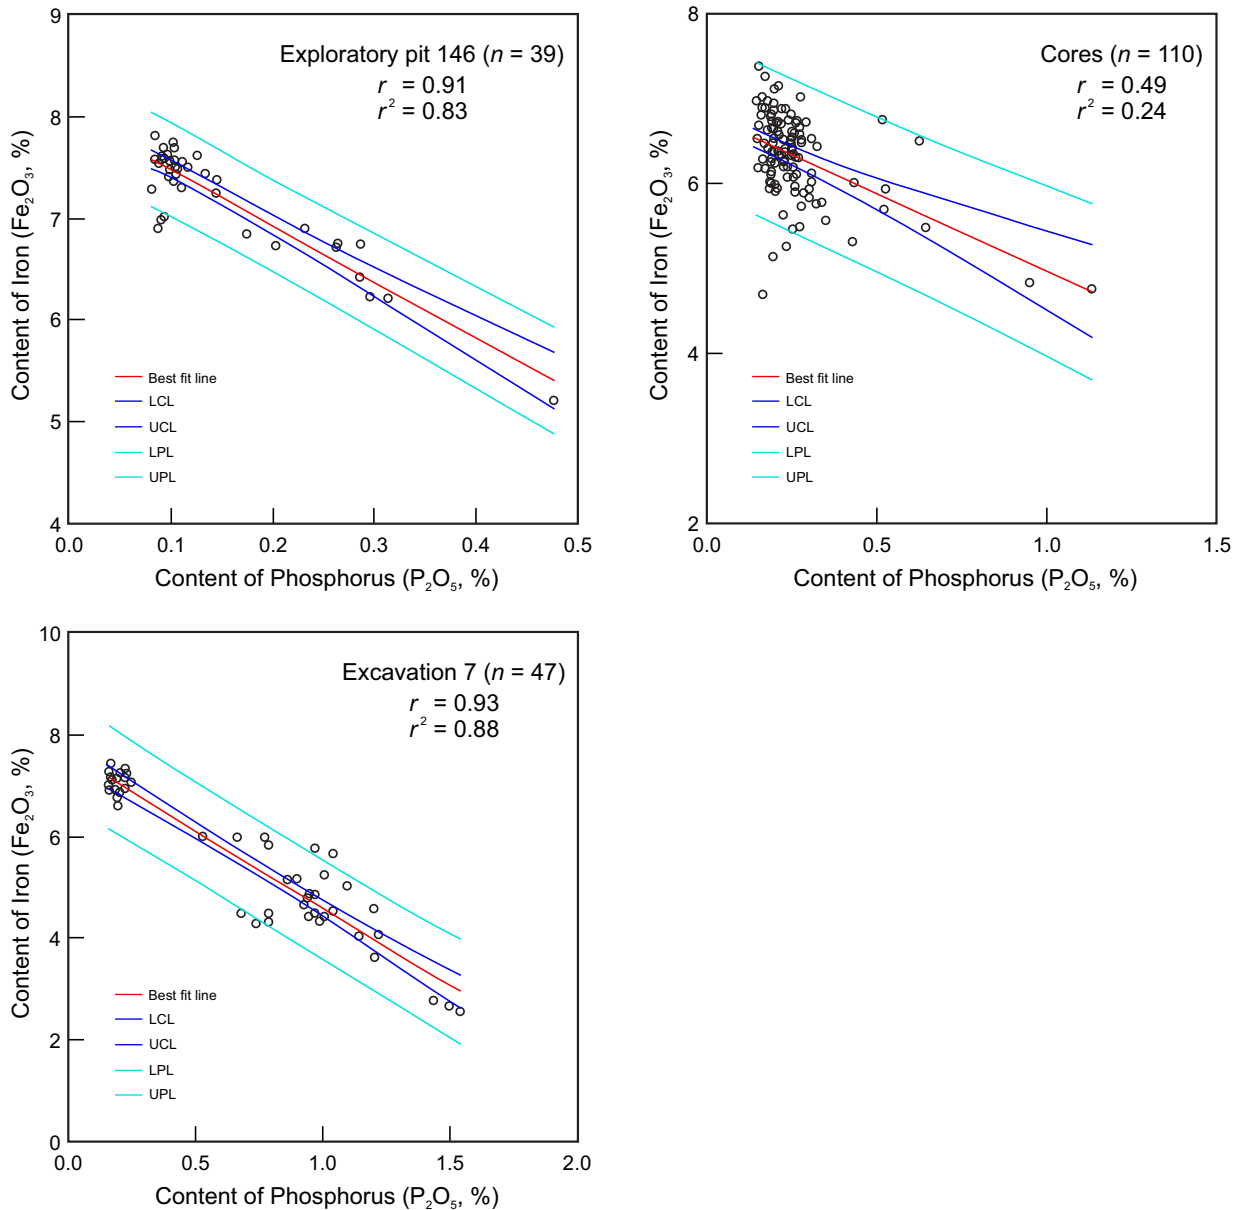 Exploratory pit 146 (n = 39)
r = 0.91
r² = 0.83
9
8
7
6
5
4
Content of Iron (Fe₂O₃, %)
Best fit line
LCL
UCL
LPL
UPL
0.0 0.1 0.2 0.3 0.4 0.5
Content of Phosphorus (P₂O₅, %)
Cores (n = 110)
r = 0.49
r² = 0.24
8
6
4
2
Content of Iron (Fe₂O₃, %)
Best fit line
LCL
UCL
LPL
UPL
0.0 0.5 1.0 1.5
Content of Phosphorus (P₂O₅, %)
Excavation 7 (n = 47)
r = 0.93
r² = 0.88
10
8
6
4
2
0
Content of Iron (Fe₂O₃, %)
Best fit line
LCL
UCL
LPL
UPL
0.0 0.5 1.0 1.5 2.0
Content of Phosphorus (P₂O₅, %)